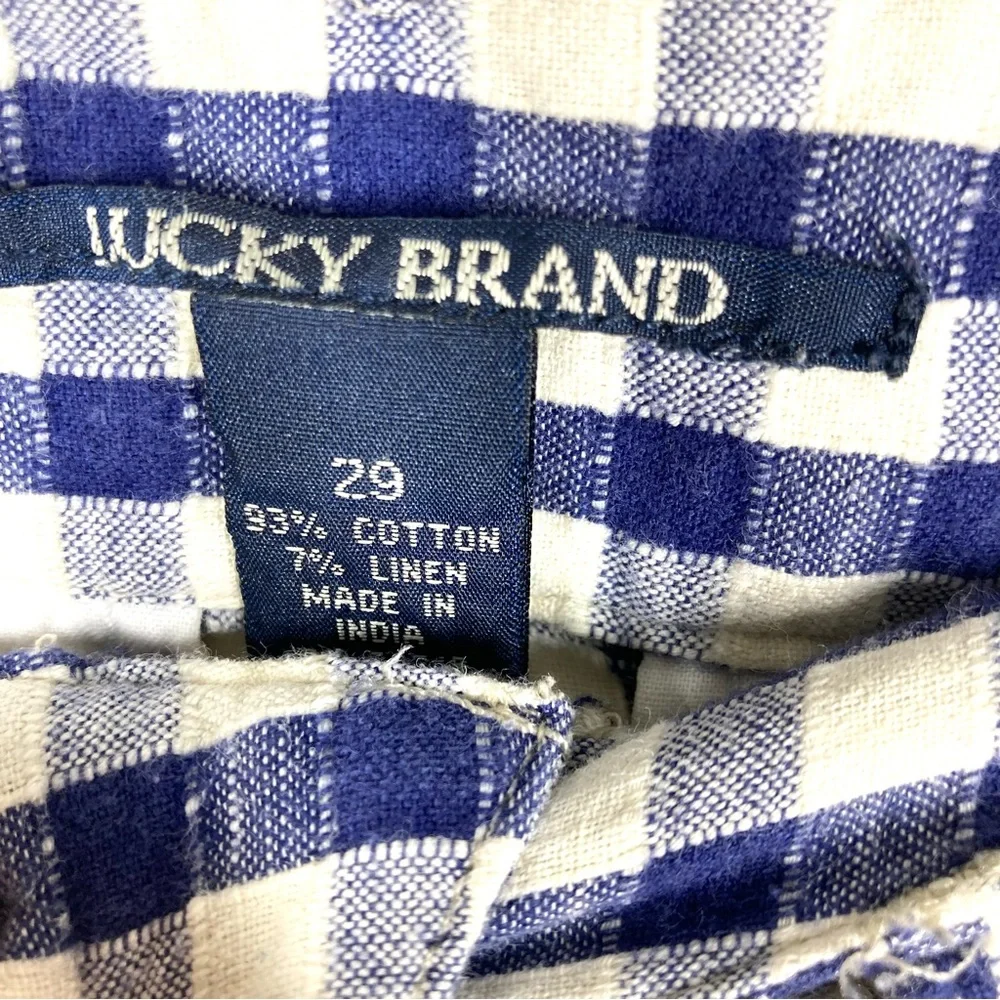 LUCKY BRAND
29
93% COTTON
7% LINEN
MADE IN
INDIA